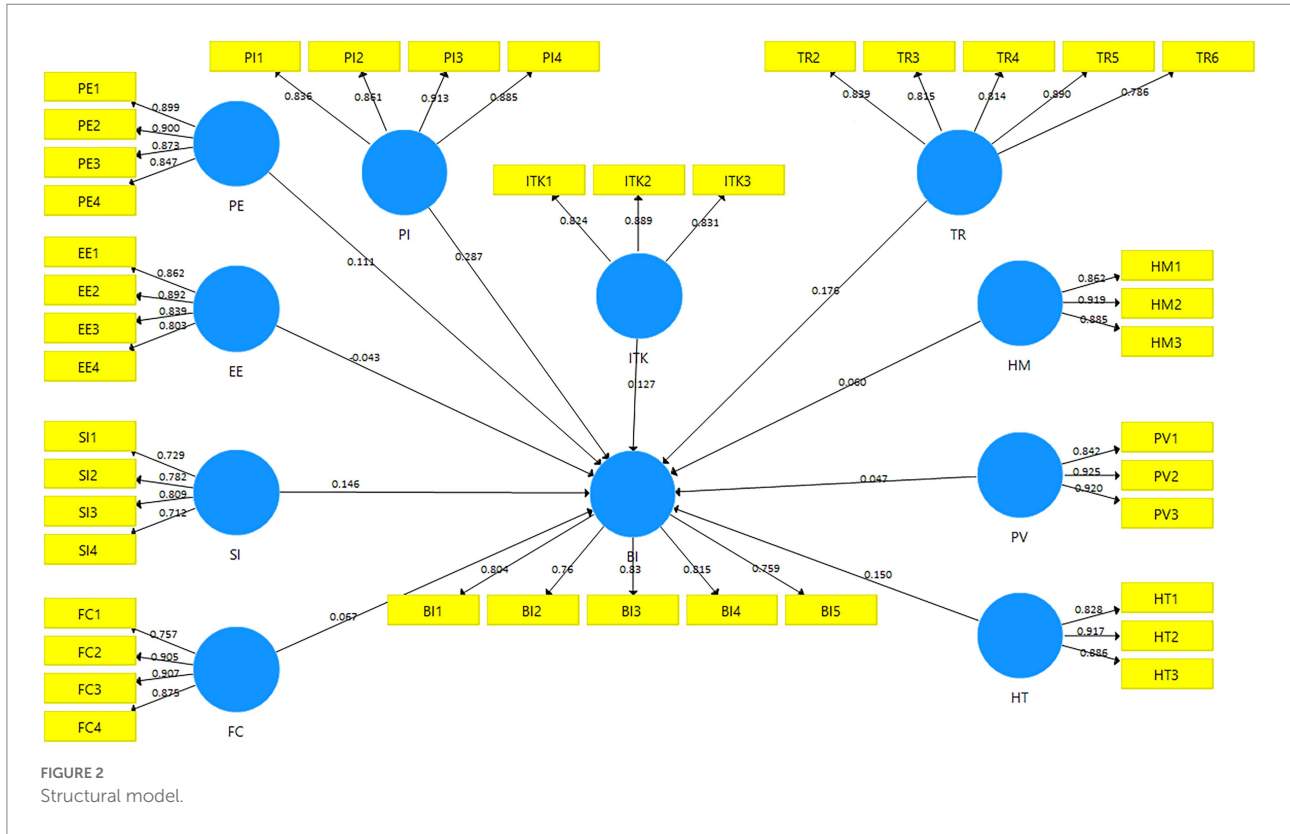 PI1 PI2 PI3 PI4
0.836 0.861 0.913 0.885
PI
TR2 TR3 TR4 TR5 TR6
0.839 0.815 0.814 0.890 0.786
TR
PE1
PE2
PE3
PE4
0.899
0.900
0.873
0.847
PE
ITK1 ITK2 ITK3
0.824 0.889 0.831
ITK
EE1
EE2
EE3
EE4
0.862
0.892
0.839
0.803
EE
HM1
HM2
HM3
0.862
0.919
0.885
HM
0.111
0.287
0.127
0.176
-0.043
0.060
SI1
SI2
SI3
SI4
0.729
0.782
0.809
0.712
SI
0.146
BI
0.047
PV1
PV2
PV3
0.842
0.925
0.920
PV
0.804 0.76 0.83 0.815 0.759
BI1 BI2 BI3 BI4 BI5
FC1
FC2
FC3
FC4
0.757
0.905
0.907
0.875
FC
0.067
0.150
HT1
HT2
HT3
0.828
0.917
0.886
HT
FIGURE 2
Structural model.